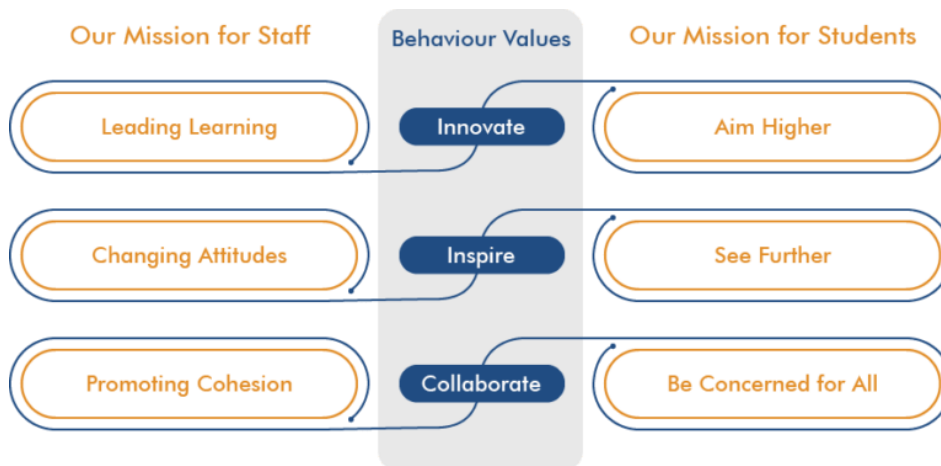 Our Mission for Staff
Behaviour Values
Our Mission for Students
Leading Learning
Innovate
Aim Higher
Changing Attitudes
Inspire
See Further
Promoting Cohesion
Collaborate
Be Concerned for All